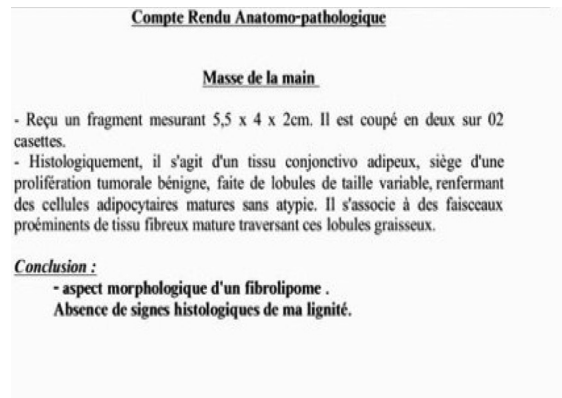 Compte Rendu Anatomo-pathologique
Masse de la main
- Reçu un fragment mesurant 5,5 x 4 x 2cm. Il est coupé en deux sur 02
casettes.
- Histologiquement, il s'agit d'un tissu conjonctivo adipeux, siège d'une
prolifération tumorale bénigne, faite de lobules de taille variable, renfermant
des cellules adipocytaires matures sans atypie. Il s'associe à des faisceaux
proéminents de tissu fibreux mature traversant ces lobules graisseux.
Conclusion :
- aspect morphologique d'un fibrolipome .
Absence de signes histologiques de ma lignité.